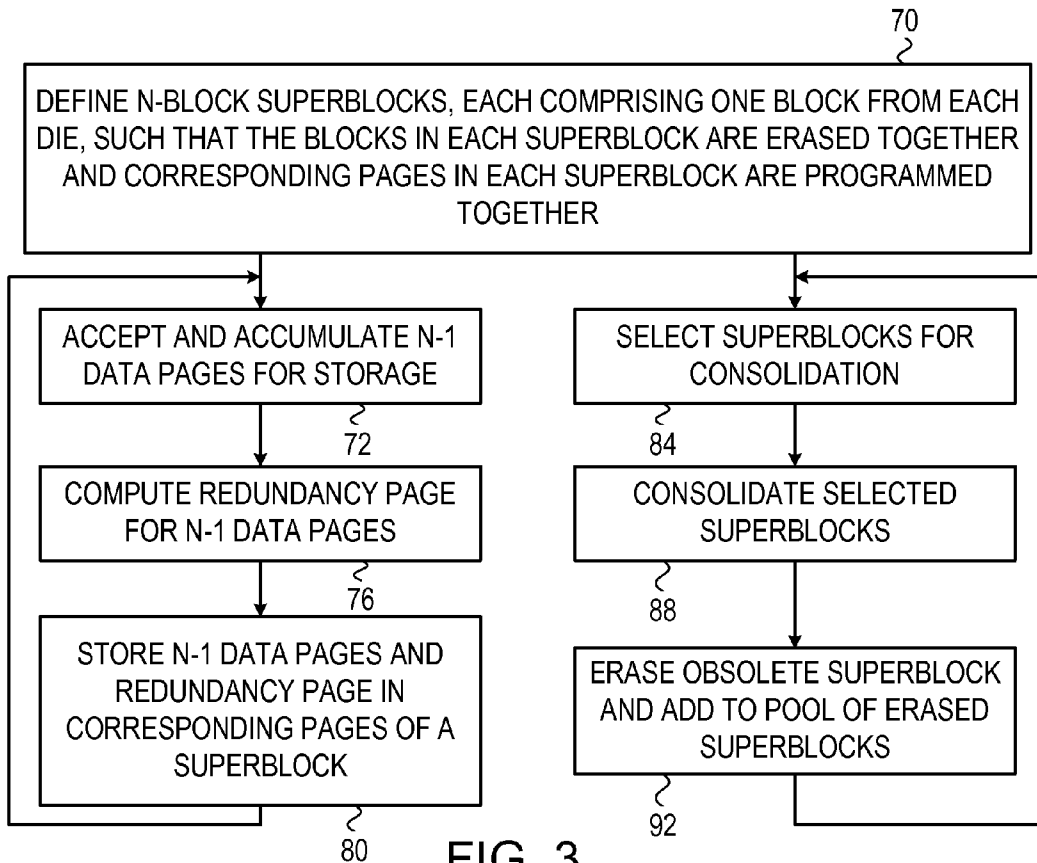 70
DEFINE N-BLOCK SUPERBLOCKS, EACH COMPRISING ONE BLOCK FROM EACH
DIE, SUCH THAT THE BLOCKS IN EACH SUPERBLOCK ARE ERASED TOGETHER
AND CORRESPONDING PAGES IN EACH SUPERBLOCK ARE PROGRAMMED
TOGETHER
ACCEPT AND ACCUMULATE N-1
DATA PAGES FOR STORAGE
72
COMPUTE REDUNDANCY PAGE
FOR N-1 DATA PAGES
76
STORE N-1 DATA PAGES AND
REDUNDANCY PAGE IN
CORRESPONDING PAGES OF A
SUPERBLOCK
80
SELECT SUPERBLOCKS FOR
CONSOLIDATION
84
CONSOLIDATE SELECTED
SUPERBLOCKS
88
ERASE OBSOLETE SUPERBLOCK
AND ADD TO POOL OF ERASED
SUPERBLOCKS
92
FIG. 3